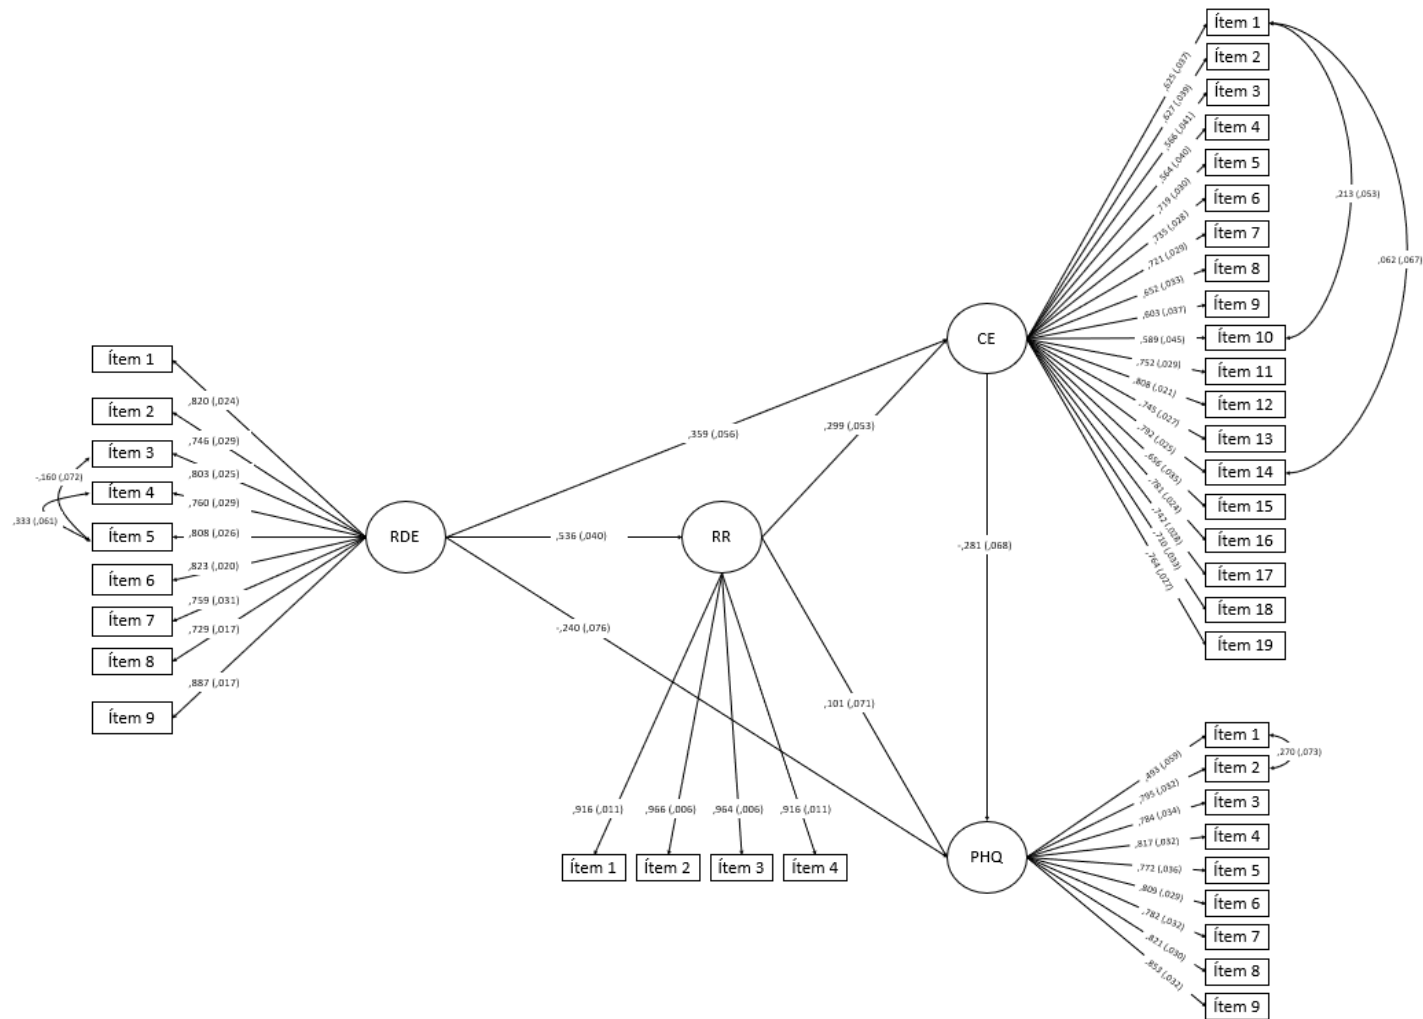 Ítem 1
Ítem 2
Ítem 3
Ítem 4
Ítem 5
Ítem 6
Ítem 7
Ítem 8
Ítem 9
-,160 (,072)
,333 (,061)
,820 (,024)
,746 (,029)
,803 (,025)
,760 (,029)
,808 (,026)
,823 (,020)
,759 (,031)
,729 (,017)
,887 (,017)
RDE
,359 (,056)
,536 (,040)
-,240 (,076)
RR
,299 (,053)
,101 (,071)
,916 (,011)
,966 (,006)
,964 (,006)
,916 (,011)
Ítem 1
Ítem 2
Ítem 3
Ítem 4
CE
-,281 (,068)
,625 (,037)
,627 (,039)
,566 (,041)
,564 (,040)
,719 (,030)
,735 (,028)
,721 (,029)
,652 (,033)
,603 (,037)
,589 (,045)
,752 (,029)
,808 (,021)
,745 (,027)
,792 (,025)
,656 (,035)
,781 (,024)
,742 (,028)
,710 (,033)
,764 (,027)
Ítem 1
Ítem 2
Ítem 3
Ítem 4
Ítem 5
Ítem 6
Ítem 7
Ítem 8
Ítem 9
Ítem 10
Ítem 11
Ítem 12
Ítem 13
Ítem 14
Ítem 15
Ítem 16
Ítem 17
Ítem 18
Ítem 19
,213 (,053)
,062 (,067)
PHQ
,493 (,059)
,795 (,032)
,784 (,034)
,817 (,032)
,772 (,036)
,809 (,029)
,782 (,032)
,821 (,030)
,853 (,032)
Ítem 1
Ítem 2
Ítem 3
Ítem 4
Ítem 5
Ítem 6
Ítem 7
Ítem 8
Ítem 9
,270 (,073)